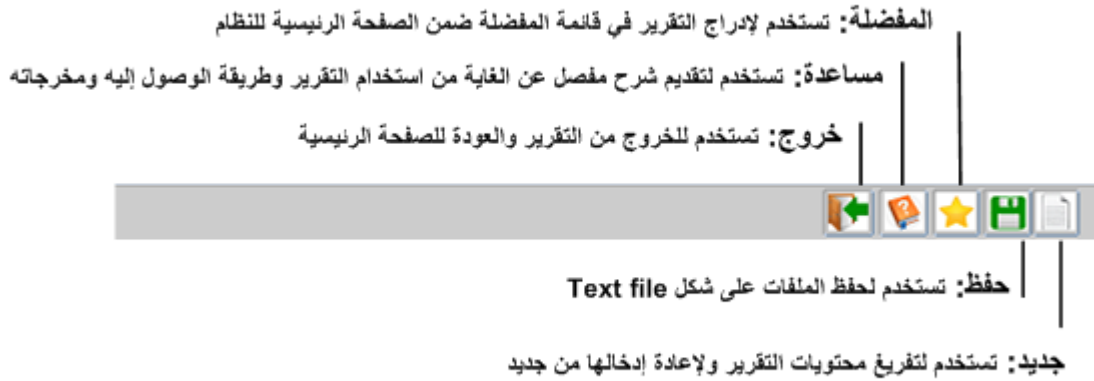 المفضلة: تستخدم لإدراج التقرير في قائمة المفضلة ضمن الصفحة الرئيسية للنظام
مساعدة: تستخدم لتقديم شرح مفصل عن الغاية من استخدام التقرير وطريقة الوصول إليه ومخرجاته
خروج: تستخدم للخروج من التقرير والعودة للصفحة الرئيسية
حفظ: تستخدم لحفظ الملفات على شكل Text file
جديد: تستخدم لتفريغ محتويات التقرير ولإعادة إدخالها من جديد